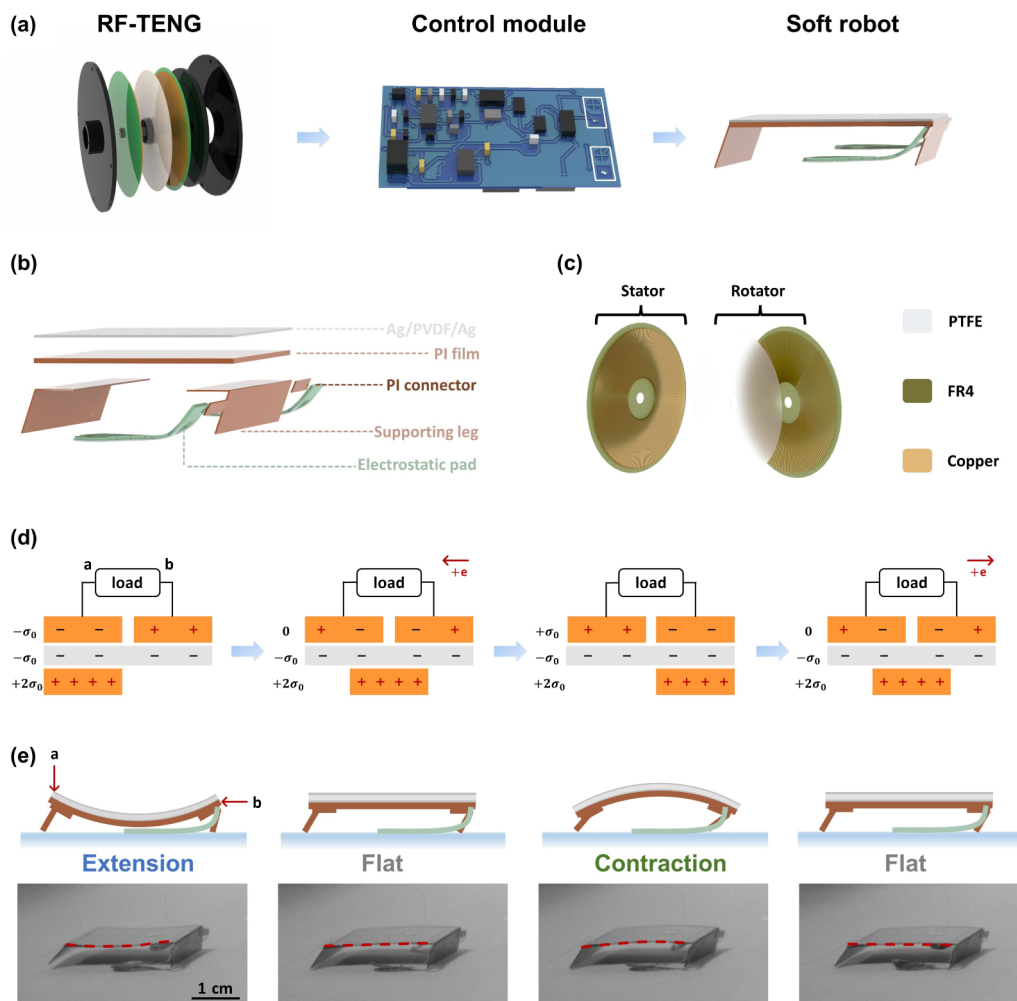 (a)
RF-TENG
Control module
Soft robot
(b)
Ag/PVDF/Ag
PI film
PI connector
Supporting leg
Electrostatic pad
(c)
Stator
Rotator
PTFE
FR4
Copper
(d)
a
b
load
−σ₀
− − + +
−σ₀
− − − −
+2σ₀
+ + + +
load
+e
0
+ − − +
−σ₀
− − − −
+2σ₀
+ + + +
load
+σ₀
+ + − −
−σ₀
− − − −
+2σ₀
+ + + +
load
+e
0
+ − − +
−σ₀
− − − −
+2σ₀
+ + + +
(e)
a
b
Extension
Flat
Contraction
Flat
1 cm